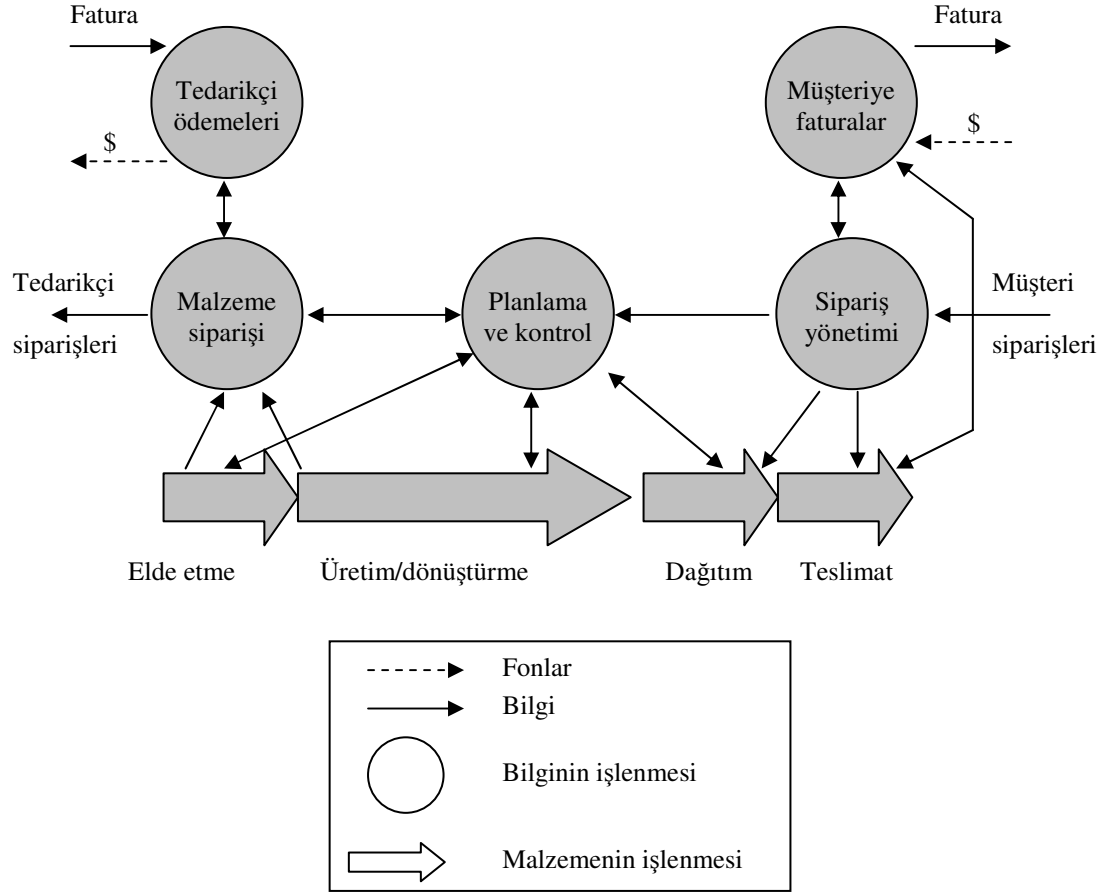 Fatura
Fatura
Tedarikçi
ödemeleri
Müşteriye
faturalar
$
$
Tedarikçi
siparişleri
Malzeme
siparişi
Planlama
ve kontrol
Sipariş
yönetimi
Müşteri
siparişleri
Elde etme
Üretim/dönüştürme
Dağıtım
Teslimat
Fonlar
Bilgi
Bilginin işlenmesi
Malzemenin işlenmesi